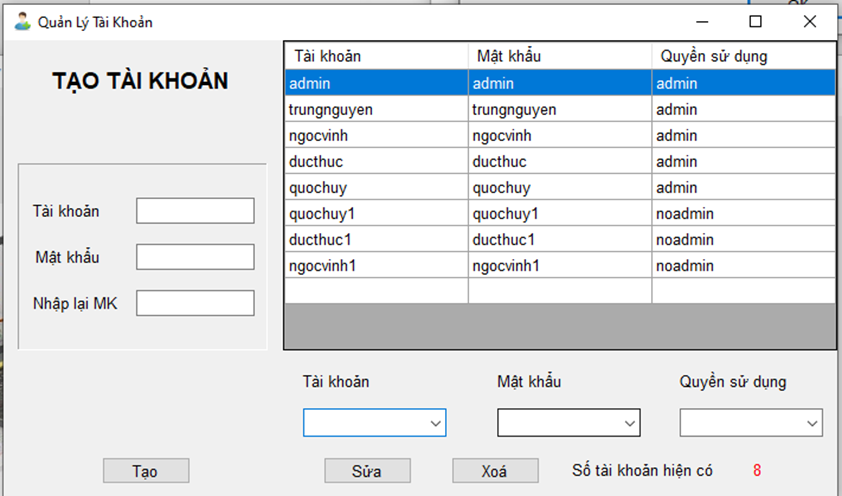 Quản Lý Tài Khoản
TẠO TÀI KHOẢN
Tài khoản
Mật khẩu
Nhập lại MK
Tạo
Tài khoản Mật khẩu Quyền sử dụng
admin admin admin
trungnguyen trungnguyen admin
ngocvinh ngocvinh admin
ducthuc ducthuc admin
quochuy quochuy admin
quochuy1 quochuy1 noadmin
ducthuc1 ducthuc1 noadmin
ngocvinh1 ngocvinh1 noadmin
Tài khoản Mật khẩu Quyền sử dụng
Sửa Xoá Số tài khoản hiện có 8